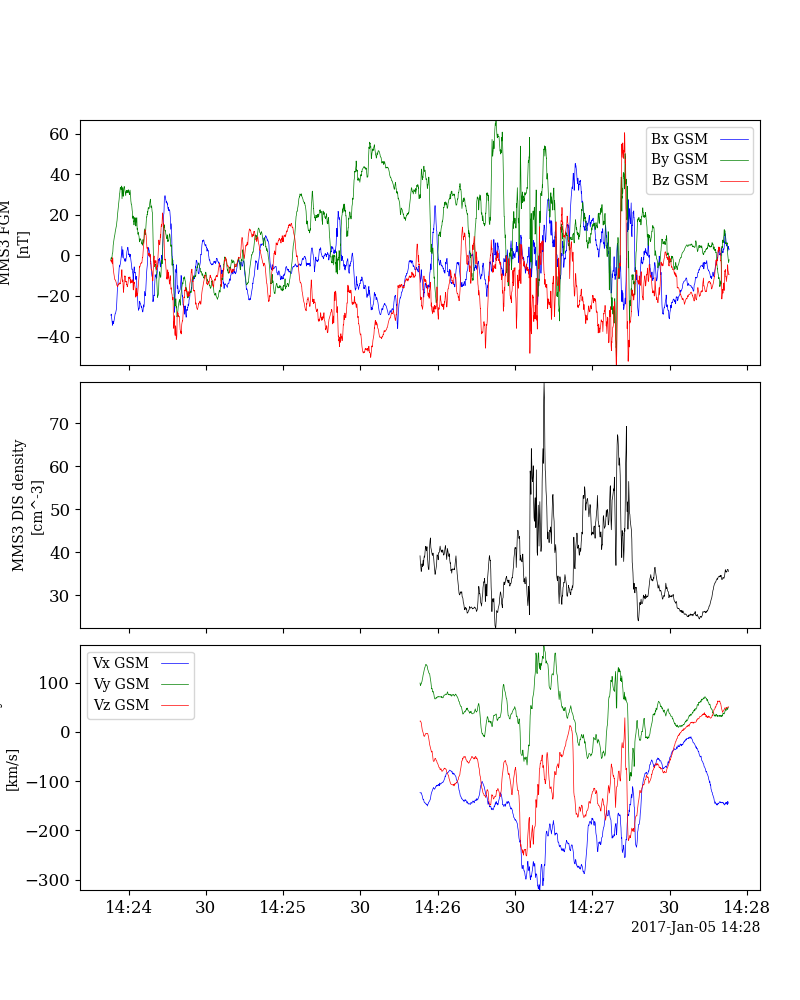 60
40
20
0
−20
−40
MMS3 FGM
[nT]
Bx GSM
By GSM
Bz GSM
70
60
50
40
30
MMS3 DIS density
[cm^-3]
Vx GSM
Vy GSM
Vz GSM
100
0
−100
−200
−300
[km/s]
14:24 30 14:25 30 14:26 30 14:27 30 14:28
2017-Jan-05 14:28